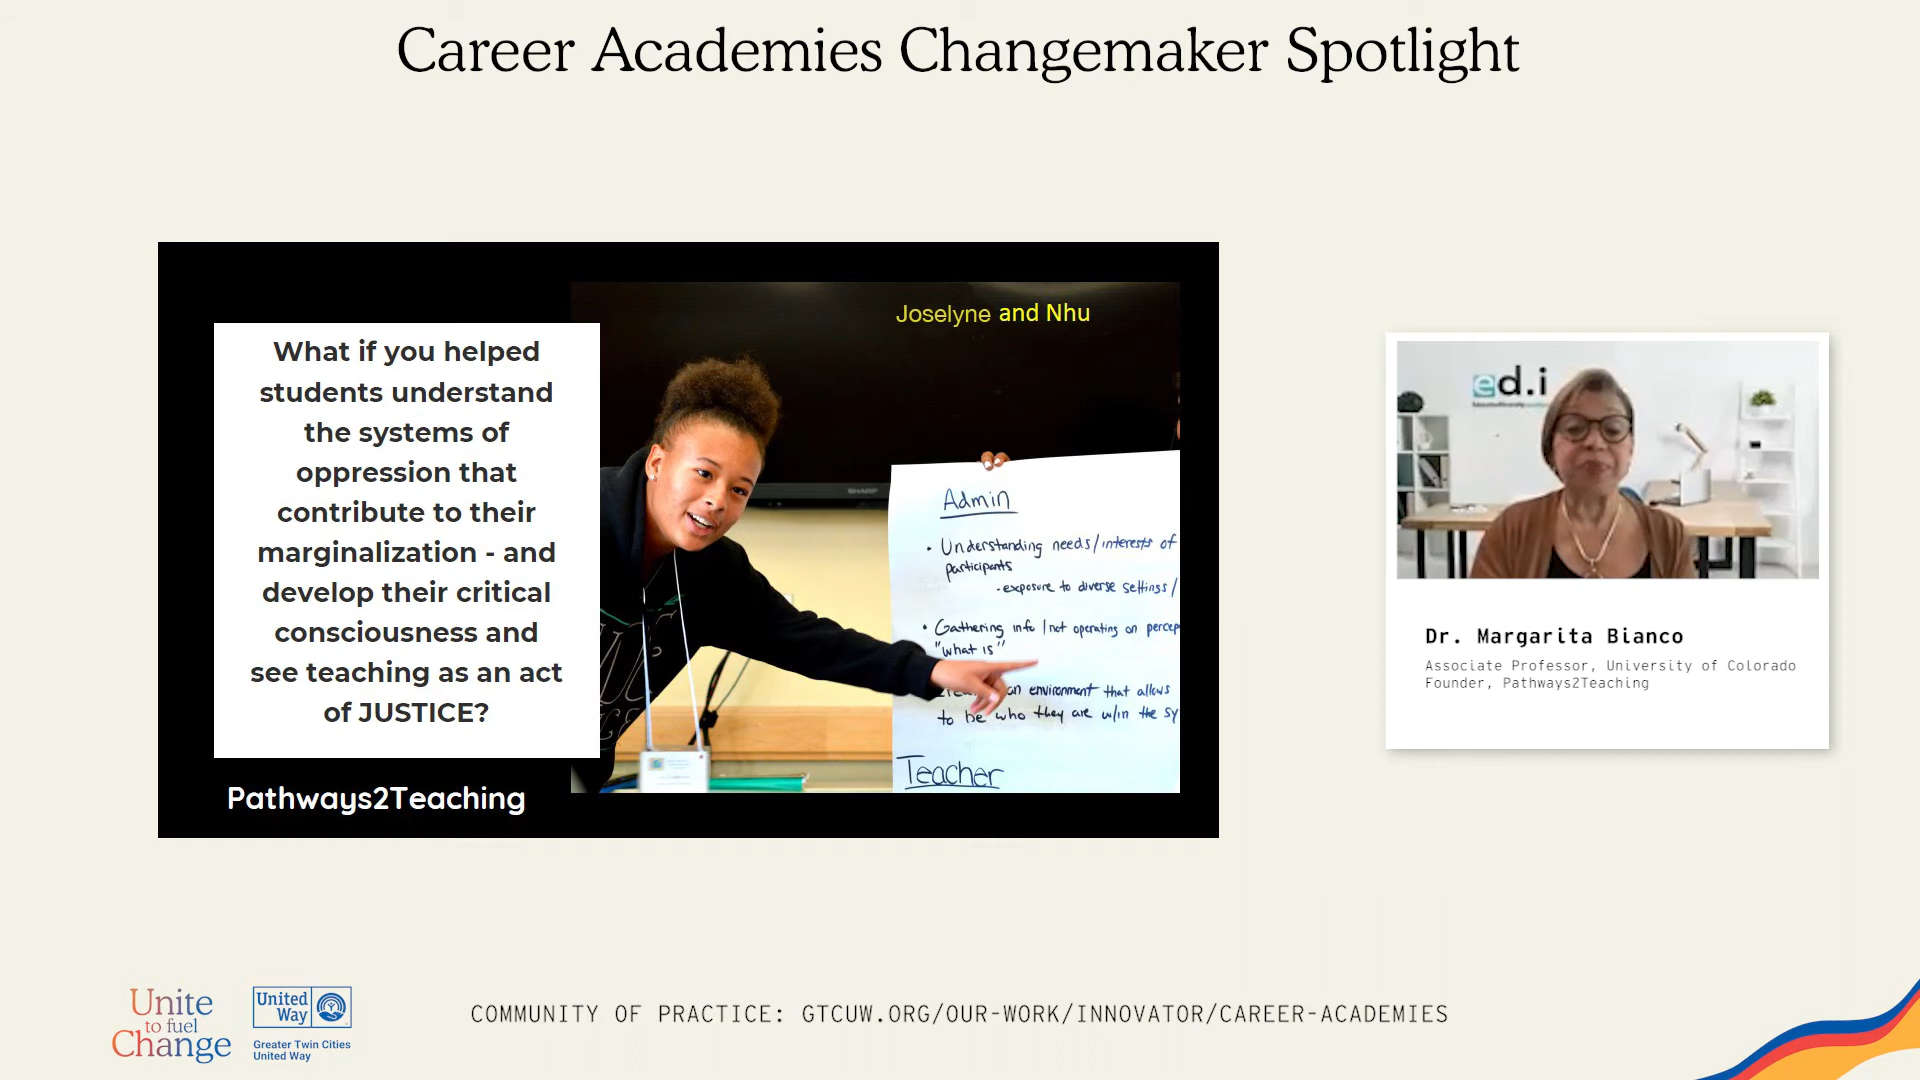 Career Academies Changemaker Spotlight
Joselyne and Nhu
What if you helped
students understand
the systems of
oppression that
contribute to their
marginalization - and
develop their critical
consciousness and
see teaching as an act
of JUSTICE?
Pathways2Teaching
SHARP
Admin
• Understanding needs/interests of
participants
- exposure to diverse settings/
• Gathering info / not operating on percep
"what is"
an environment that allows
to be who they are w/in the sy
Teacher
ed.i
Dr. Margarita Bianco
Associate Professor, University of Colorado
Founder, Pathways2Teaching
Unite
to fuel
Change
United
Way
Greater Twin Cities
United Way
COMMUNITY OF PRACTICE: GTCUW.ORG/OUR-WORK/INNOVATOR/CAREER-ACADEMIES